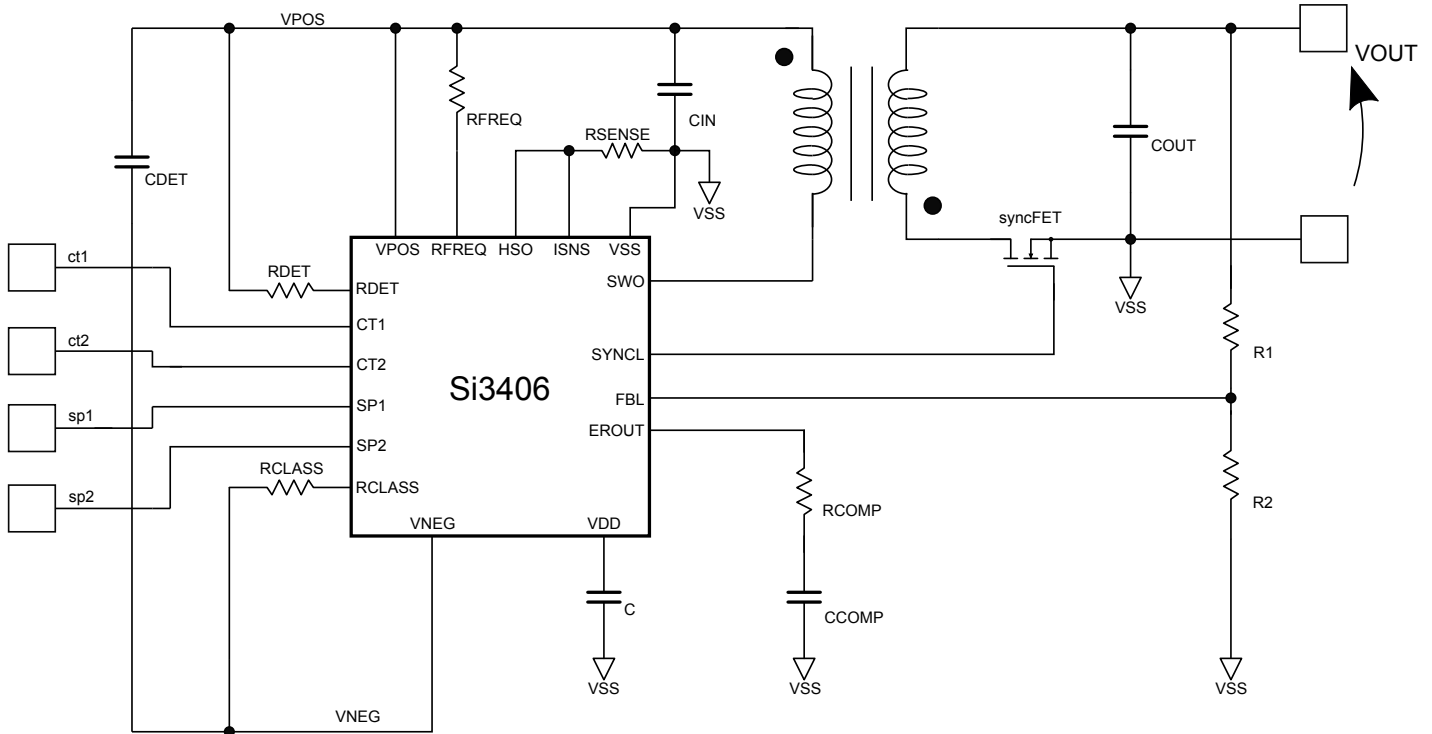 VPOS
VOUT
RFREQ
CIN
RSENSE
COUT
CDET
VSS
syncFET
VPOS
RFREQ
HSO
ISNS
VSS
ct1
RDET
RDET
SWO
VSS
CT1
ct2
SYNCL
R1
CT2
Si3406
FBL
sp1
SP1
EROUT
SP2
RCLASS
RCLASS
sp2
RCOMP
R2
VNEG
VDD
C
CCOMP
VSS
VSS
VSS
VNEG